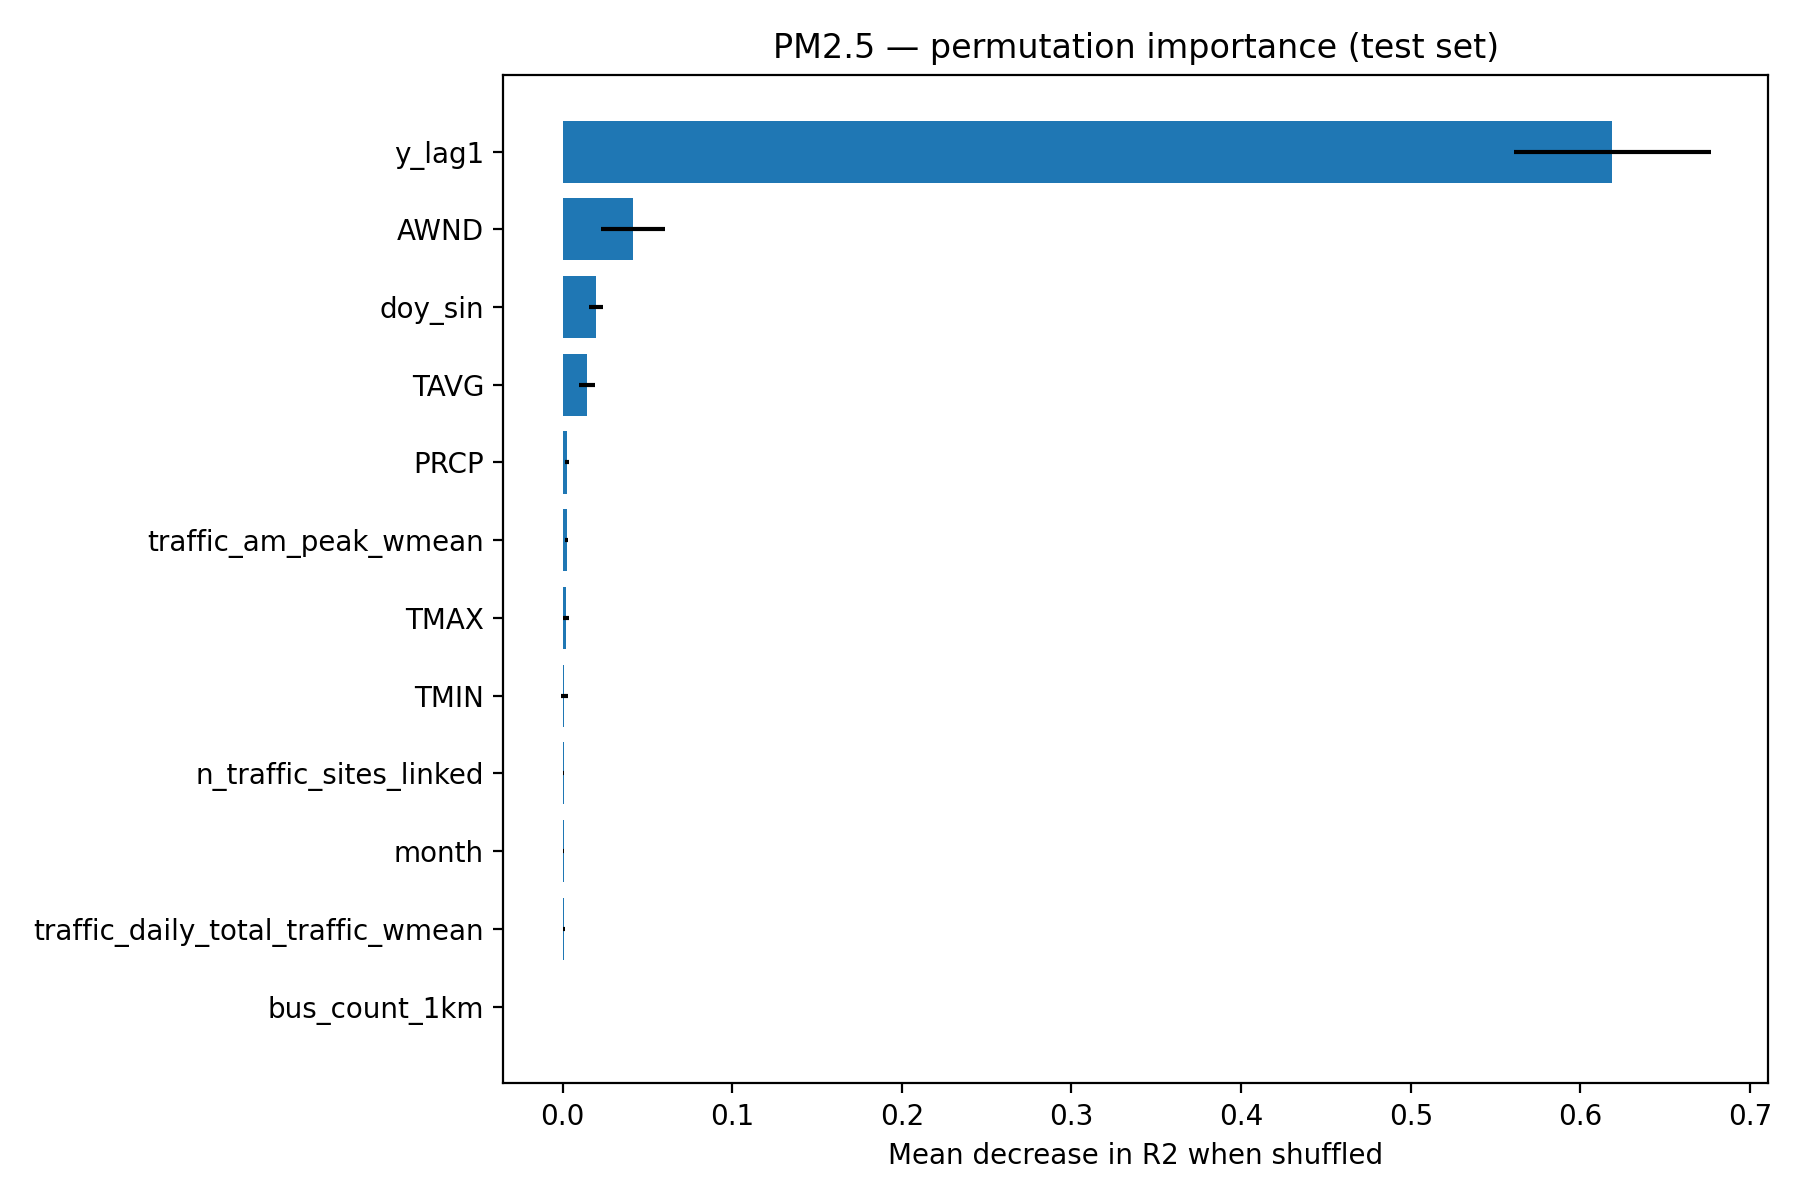 PM2.5 — permutation importance (test set)
y_lag1
AWND
doy_sin
TAVG
PRCP
traffic_am_peak_wmean
TMAX
TMIN
n_traffic_sites_linked
month
traffic_daily_total_traffic_wmean
bus_count_1km
0.0 0.1 0.2 0.3 0.4 0.5 0.6 0.7
Mean decrease in R2 when shuffled